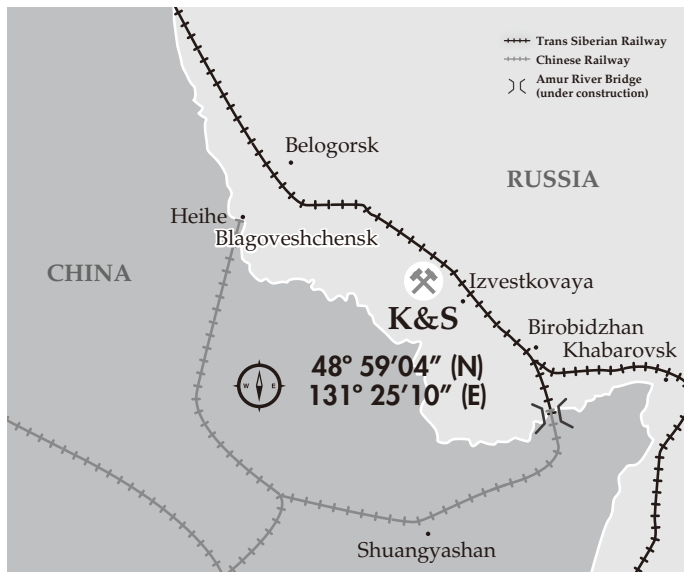 Trans Siberian Railway
Chinese Railway
Amur River Bridge
(under construction)
Belogorsk
RUSSIA
Heihe
Blagoveshchensk
CHINA
Izvestkovaya
K&S
Birobidzhan
Khabarovsk
48° 59'04" (N)
131° 25'10" (E)
W E
Shuangyashan